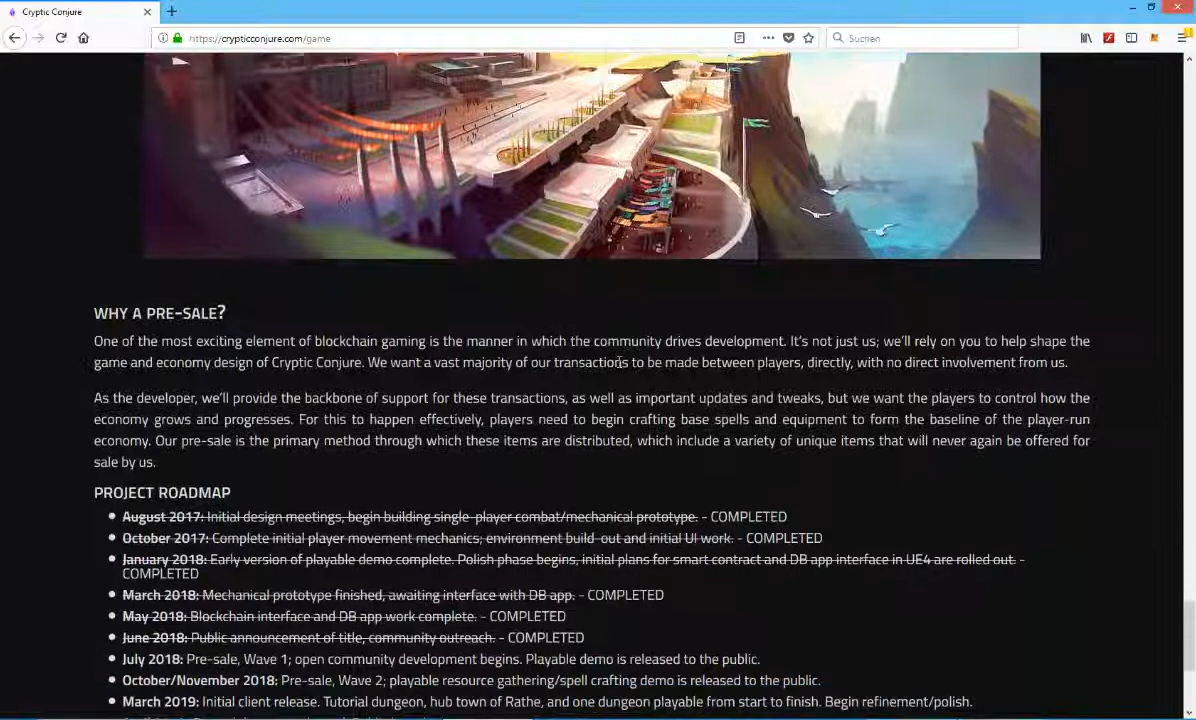 Cryptic Conjure
https://crypticconjure.com/game
Suchen
WHY A PRE-SALE?
One of the most exciting element of blockchain gaming is the manner in which the community drives development. It's not just us; we'll rely on you to help shape the
game and economy design of Cryptic Conjure. We want a vast majority of our transactions to be made between players, directly, with no direct involvement from us.
As the developer, we'll provide the backbone of support for these transactions, as well as important updates and tweaks, but we want the players to control how the
economy grows and progresses. For this to happen effectively, players need to begin crafting base spells and equipment to form the baseline of the player-run
economy. Our pre-sale is the primary method through which these items are distributed, which include a variety of unique items that will never again be offered for
sale by us.
PROJECT ROADMAP
August 2017: Initial design meetings, begin building single-player combat/mechanical prototype. - COMPLETED
October 2017: Complete initial player movement mechanics; environment build-out and initial UI work. - COMPLETED
January 2018: Early version of playable demo complete. Polish phase begins, initial plans for smart contract and DB app interface in UE4 are rolled out. -
COMPLETED
March 2018: Mechanical prototype finished, awaiting interface with DB app. - COMPLETED
May 2018: Blockchain interface and DB app work complete. - COMPLETED
June 2018: Public announcement of title, community outreach. - COMPLETED
July 2018: Pre-sale, Wave 1; open community development begins. Playable demo is released to the public.
October/November 2018: Pre-sale, Wave 2; playable resource gathering/spell crafting demo is released to the public.
March 2019: Initial client release. Tutorial dungeon, hub town of Rathe, and one dungeon playable from start to finish. Begin refinement/polish.